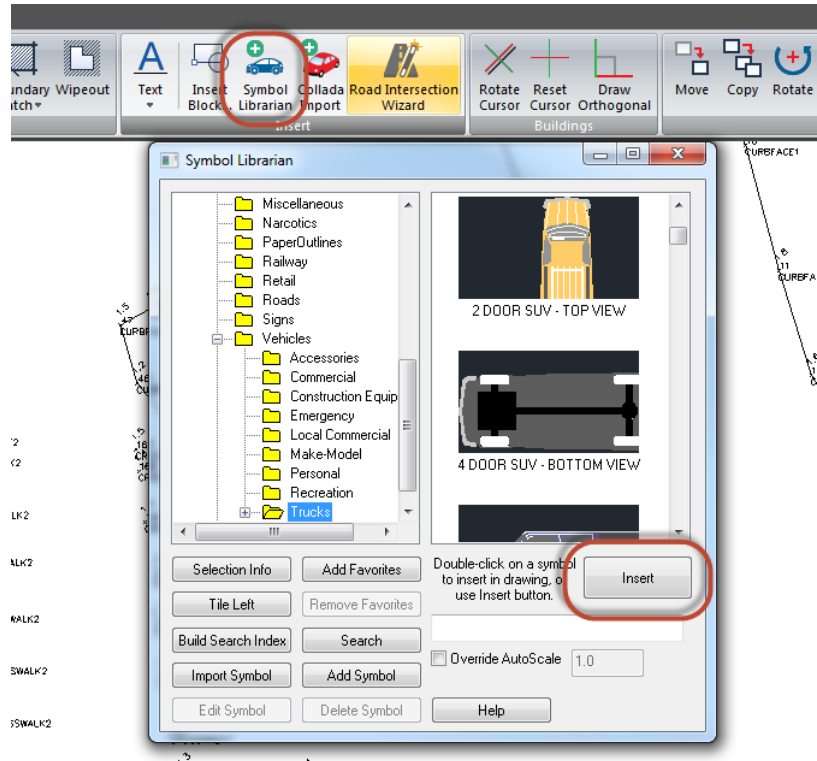 Text
Insert
Block..
Symbol
Librarian
Collada
Import
Road Intersection
Wizard
Insert
Wipeout
Rotate
Cursor
Reset
Cursor
Draw
Orthogonal
Buildings
Move
Copy
Rotate
Symbol Librarian
Miscellaneous
Narcotics
PaperOutlines
Railway
Retail
Roads
Signs
Vehicles
Accessories
Commercial
Construction Equip
Emergency
Local Commercial
Make-Model
Personal
Recreation
Trucks
2 DOOR SUV - TOP VIEW
4 DOOR SUV - BOTTOM VIEW
Selection Info
Add Favorites
Tile Left
Remove Favorites
Build Search Index
Search
Import Symbol
Add Symbol
Edit Symbol
Delete Symbol
Double-click on a symbol
to insert in drawing, o
use Insert button.
Insert
Override AutoScale
1.0
Help
CURBFACE1
11
CURBFA
LK2
ALK2
WALK2
SWALK2
SSWALK2